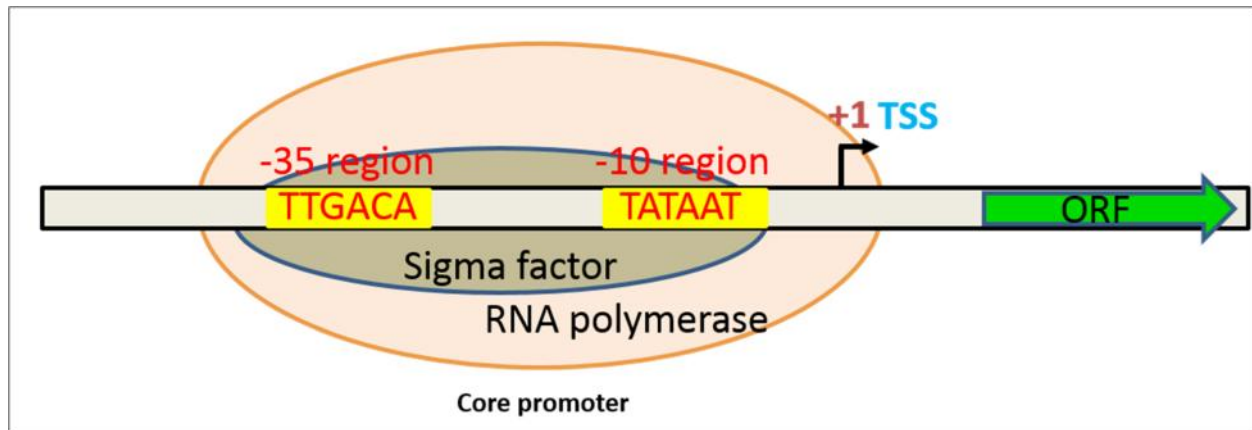 +1 TSS
-35 region
-10 region
TTGACA
TATAAT
ORF
Sigma factor
RNA polymerase
Core promoter